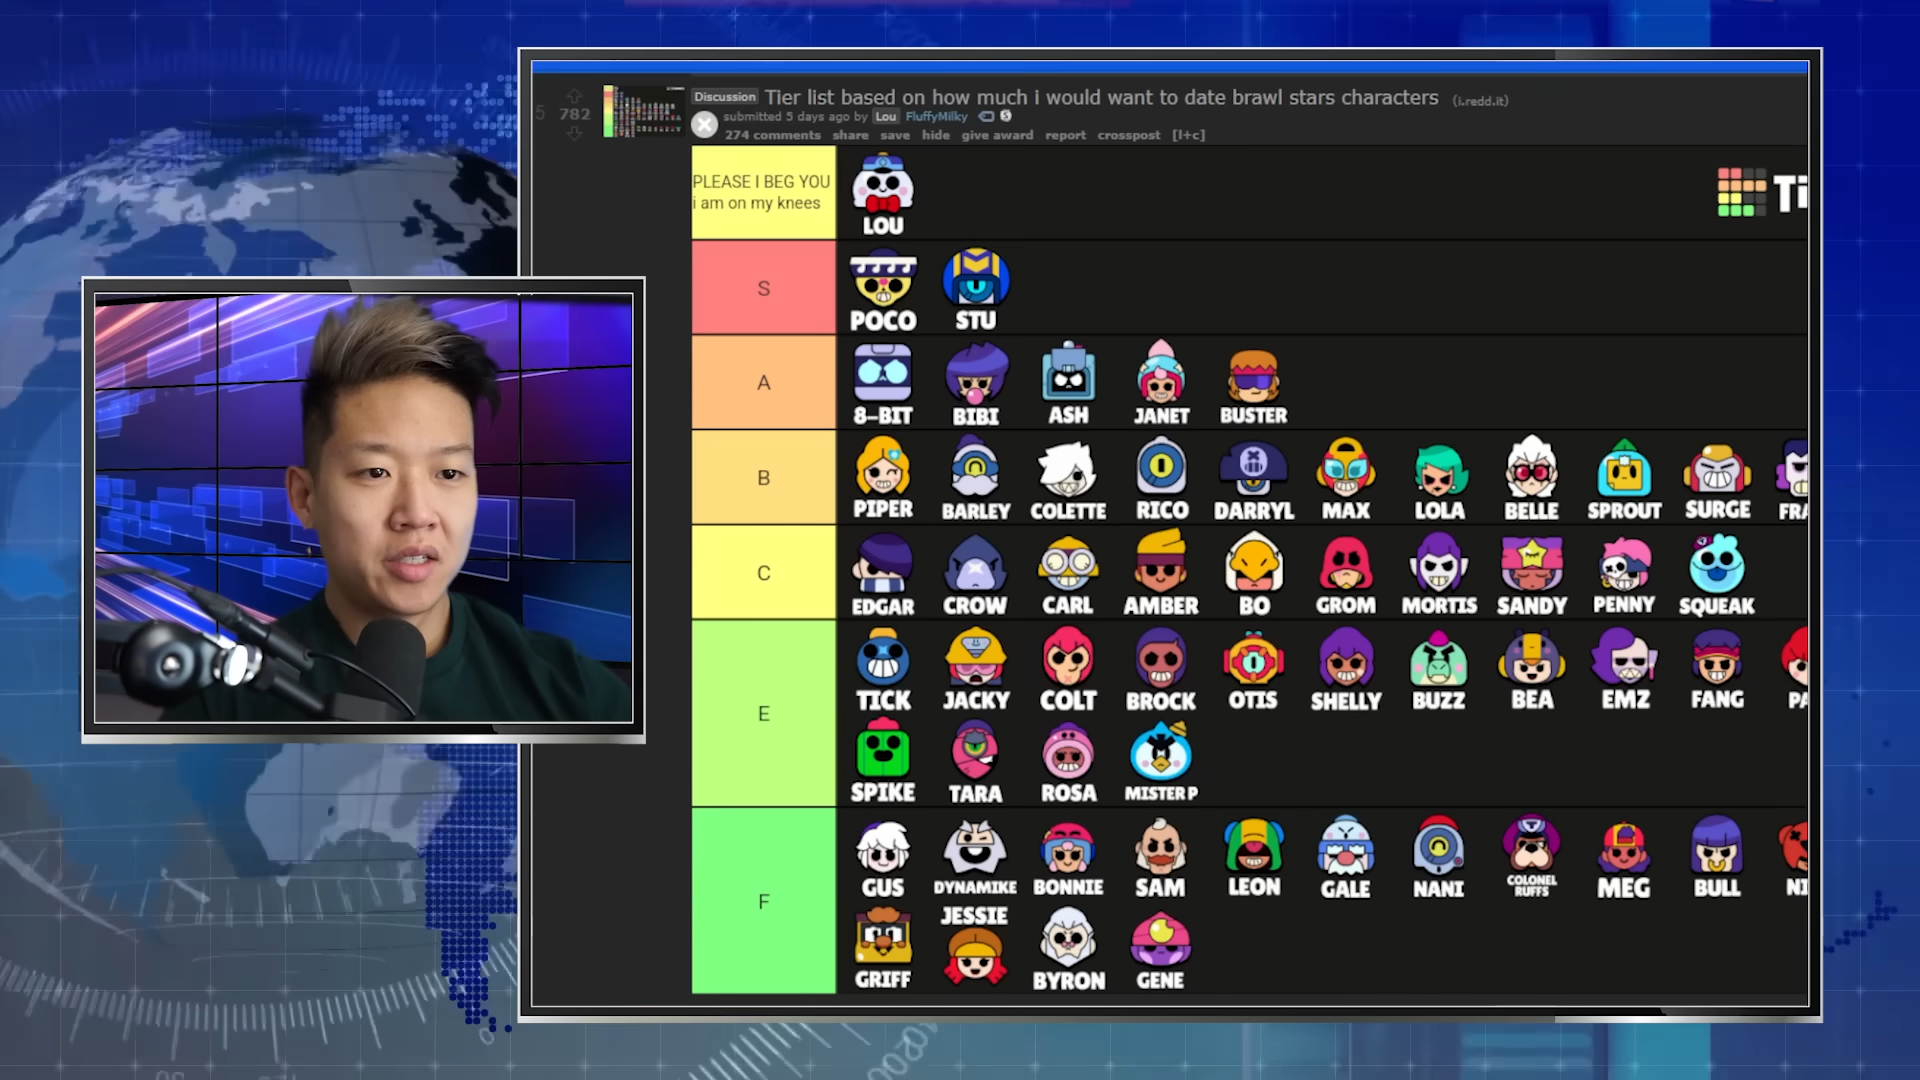 Discussion Tier list based on how much i would want to date brawl stars characters (i.redd.it)
5 782
submitted 5 days ago by Lou FluffyMilky
274 comments share save hide give award report crosspost [l+c]
PLEASE I BEG YOU
i am on my knees
LOU
Ti
S
POCO STU
A
8-BIT BIBI ASH JANET BUSTER
B
PIPER BARLEY COLETTE RICO DARRYL MAX LOLA BELLE SPROUT SURGE FRA
C
EDGAR CROW CARL AMBER BO GROM MORTIS SANDY PENNY SQUEAK
E
TICK JACKY COLT BROCK OTIS SHELLY BUZZ BEA EMZ FANG PA
SPIKE TARA ROSA MISTER P
F
GUS DYNAMIKE BONNIE SAM LEON GALE NANI COLONEL RUFFS MEG BULL NI
GRIFF JESSIE BYRON GENE